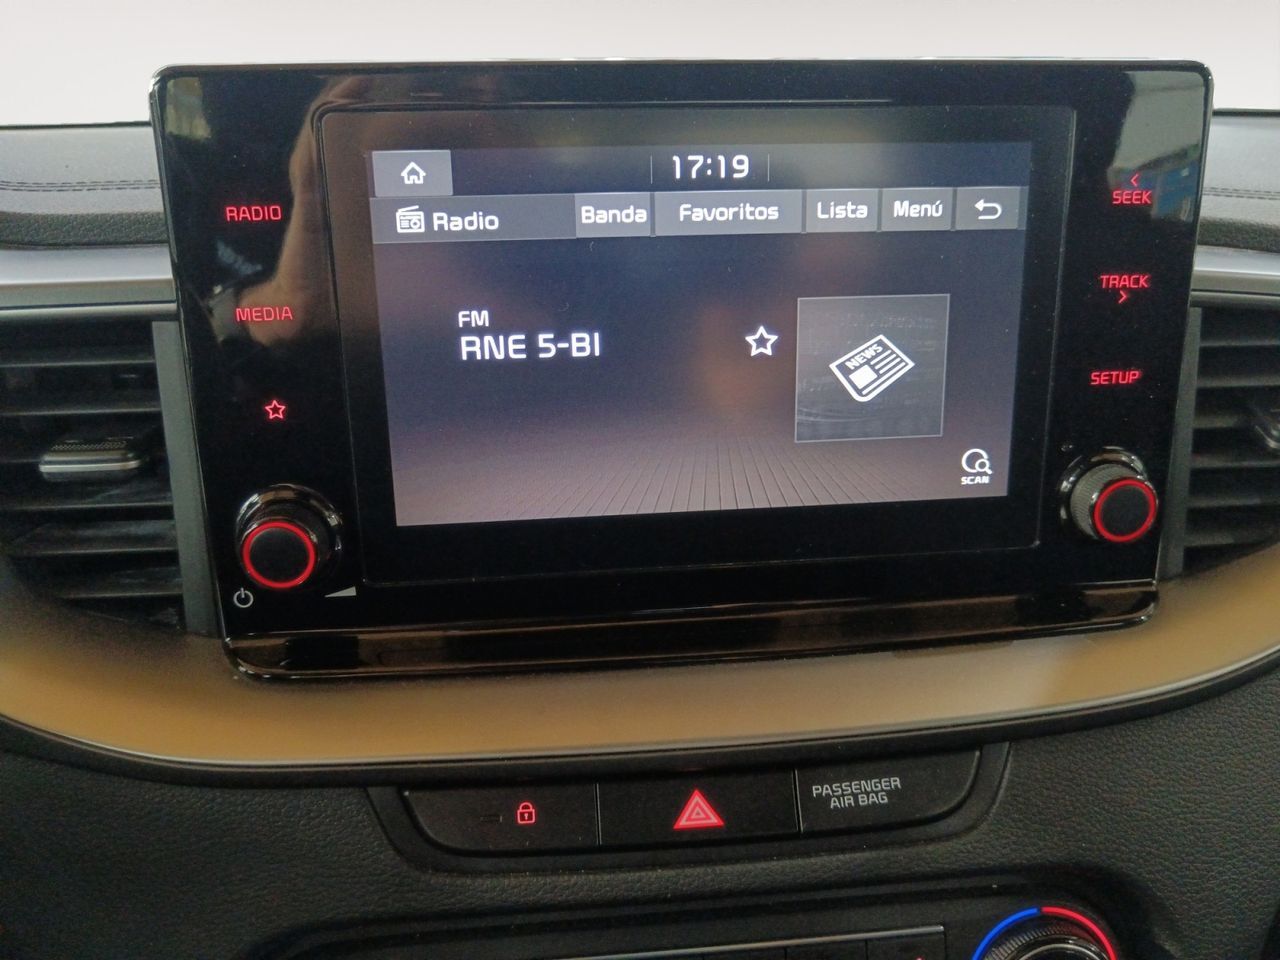 17:19
Radio
Banda
Favoritos
Lista
Menú
FM
RNE 5-BI
NEWS
SCAN
RADIO
MEDIA
< SEEK
TRACK >
SETUP
PASSENGER
AIR BAG